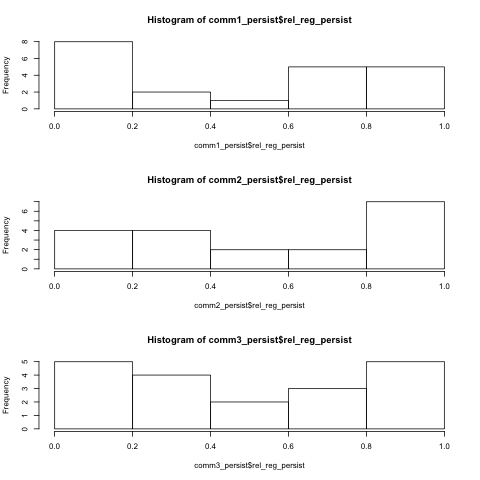 Histogram of comm1_persist$rel_reg_persist
Frequency
8
6
4
2
0
0.0 0.2 0.4 0.6 0.8 1.0
comm1_persist$rel_reg_persist
Histogram of comm2_persist$rel_reg_persist
Frequency
6
4
2
0
0.0 0.2 0.4 0.6 0.8 1.0
comm2_persist$rel_reg_persist
Histogram of comm3_persist$rel_reg_persist
Frequency
5
4
3
2
1
0
0.0 0.2 0.4 0.6 0.8 1.0
comm3_persist$rel_reg_persist